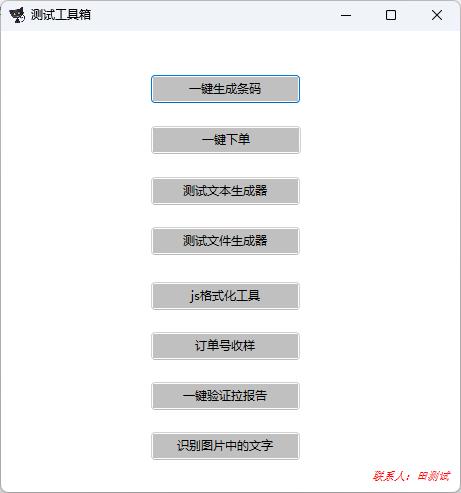 测试工具箱
一键生成条码
一键下单
测试文本生成器
测试文件生成器
js格式化工具
订单号收样
一键验证拉报告
识别图片中的文字
联系人：田测试